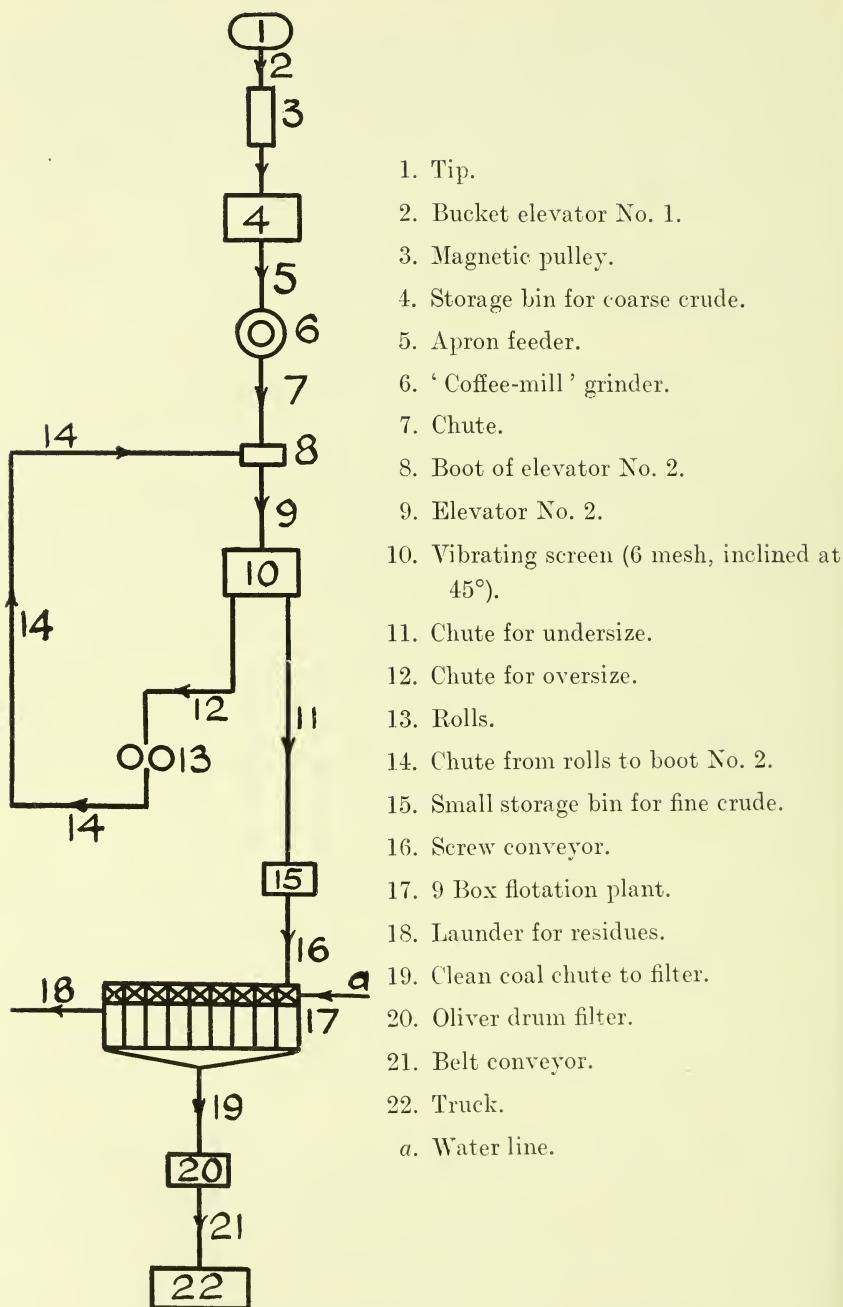 1
2
3
4
5
6
7
14
8
9
10
14
12
11
13
14
15
16
a
18
17
19
20
21
22
1. Tip.
2. Bucket elevator No. 1.
3. Magnetic pulley.
4. Storage bin for coarse crude.
5. Apron feeder.
6. ‘ Coffee-mill ’ grinder.
7. Chute.
8. Boot of elevator No. 2.
9. Elevator No. 2.
10. Vibrating screen (6 mesh, inclined at
45°).
11. Chute for undersize.
12. Chute for oversize.
13. Rolls.
14. Chute from rolls to boot No. 2.
15. Small storage bin for fine crude.
16. Screw conveyor.
17. 9 Box flotation plant.
18. Launder for residues.
19. Clean coal chute to filter.
20. Oliver drum filter.
21. Belt conveyor.
22. Truck.
a. Water line.